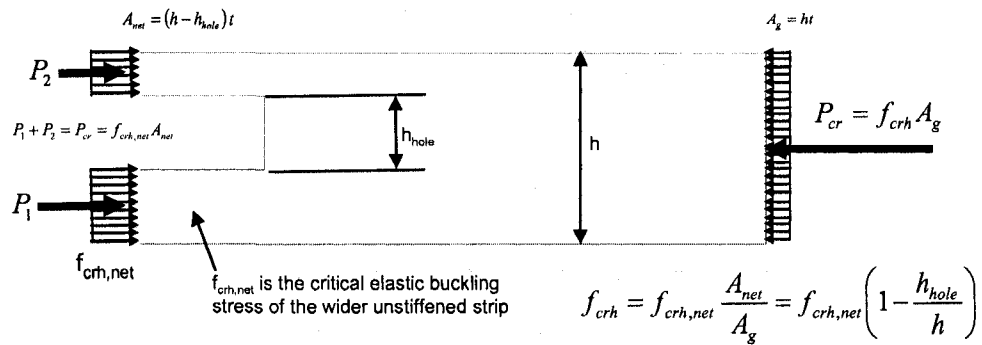 A_net = (h - h_hole) t
A_g = ht
P_2
P_cr = f_crh A_g
P_1 + P_2 = P_cr = f_crh,net A_net
h_hole
h
P_1
f_crh,net
f_crh,net is the critical elastic buckling
stress of the wider unstiffened strip
f_crh = f_crh,net A_net / A_g = f_crh,net (1 - h_hole / h)